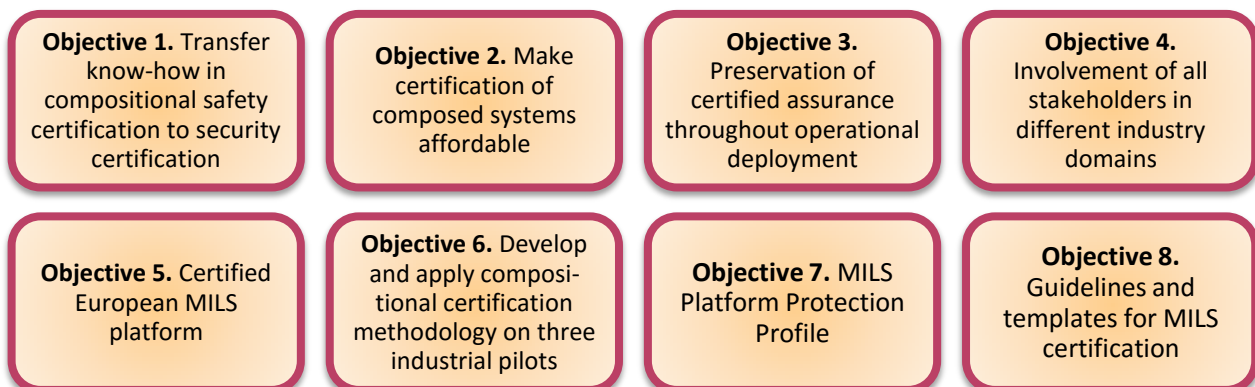 Objective 1. Transfer
know-how in
compositional safety
certification to security
certification
Objective 2. Make
certification of
composed systems
affordable
Objective 3.
Preservation of
certified assurance
throughout operational
deployment
Objective 4.
Involvement of all
stakeholders in
different industry
domains
Objective 5. Certified
European MILS
platform
Objective 6. Develop
and apply composi-
tional certification
methodology on three
industrial pilots
Objective 7. MILS
Platform Protection
Profile
Objective 8.
Guidelines and
templates for MILS
certification